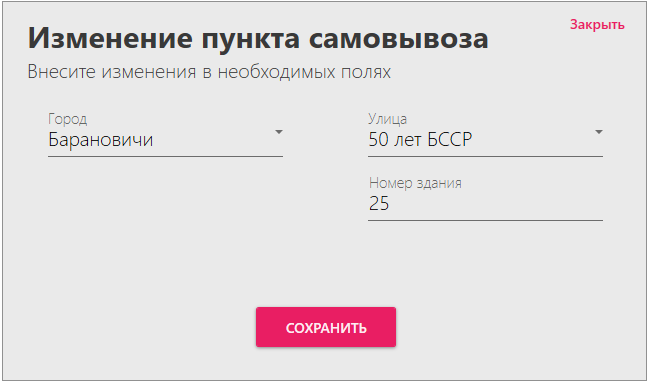 Закрыть
Изменение пункта самовывоза
Внесите изменения в необходимых полях
Город
Барановичи
Улица
50 лет БССР
Номер здания
25
СОХРАНИТЬ